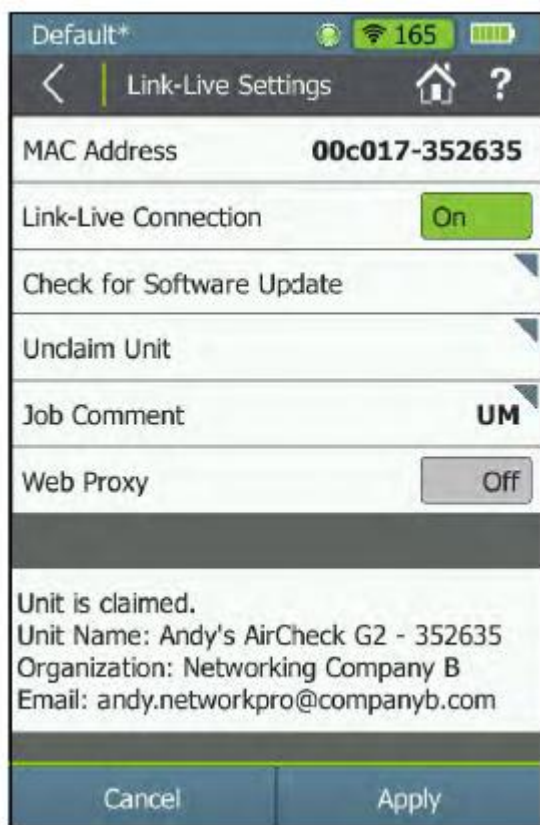 Default* 165
Link-Live Settings ?
MAC Address 00c017-352635
Link-Live Connection On
Check for Software Update
Unclaim Unit
Job Comment UM
Web Proxy Off
Unit is claimed.
Unit Name: Andy's AirCheck G2 - 352635
Organization: Networking Company B
Email: andy.networkpro@companyb.com
Cancel Apply